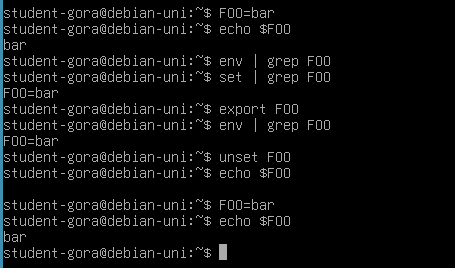 student-gora@debian-uni:~$ FOO=bar
student-gora@debian-uni:~$ echo $FOO
bar
student-gora@debian-uni:~$ env | grep FOO
student-gora@debian-uni:~$ set | grep FOO
FOO=bar
student-gora@debian-uni:~$ export FOO
student-gora@debian-uni:~$ env | grep FOO
FOO=bar
student-gora@debian-uni:~$ unset FOO
student-gora@debian-uni:~$ echo $FOO

student-gora@debian-uni:~$ FOO=bar
student-gora@debian-uni:~$ echo $FOO
bar
student-gora@debian-uni:~$